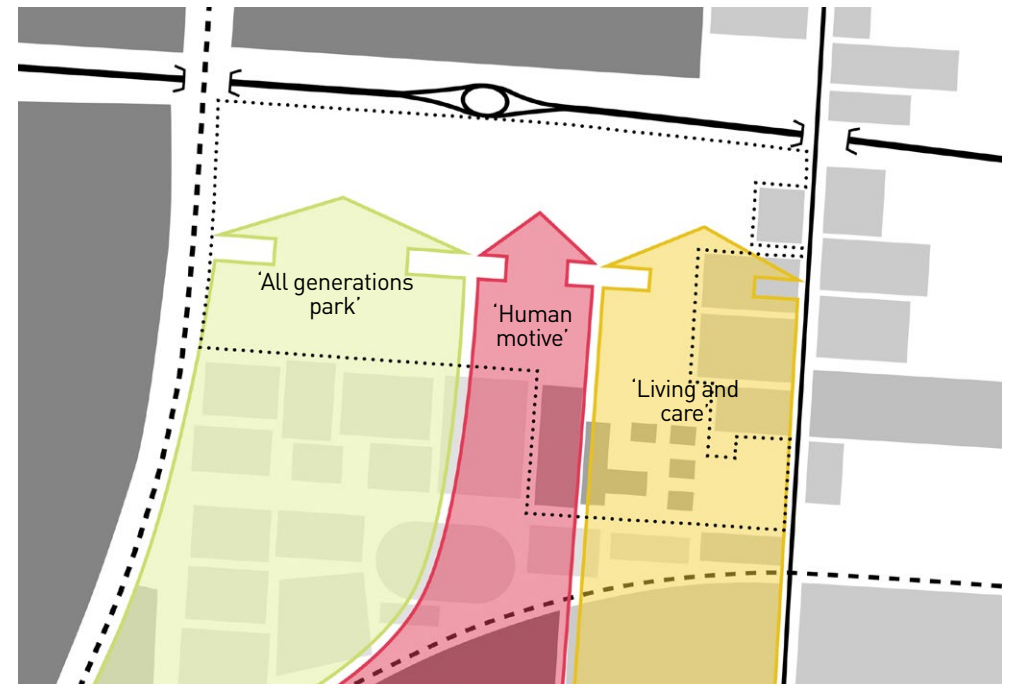 ‘All generations
park’
‘Human
motive’
‘Living and
care’